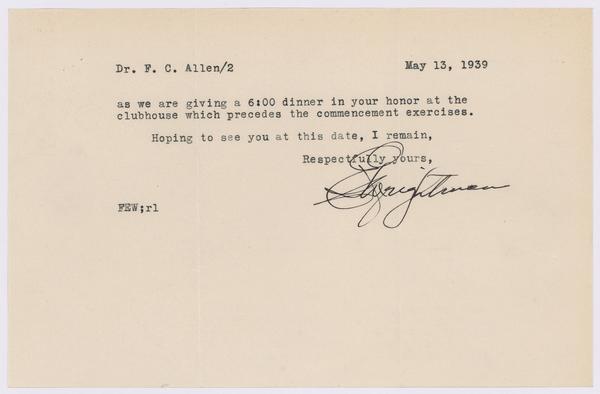 Dr. F. C. Allen/2 May 13, 1939
as we are giving a 6:00 dinner in your honor at the
clubhouse which precedes the commencement exercises.
Hoping to see you at this date, I remain,
Respectfully yours,
FEW;rl